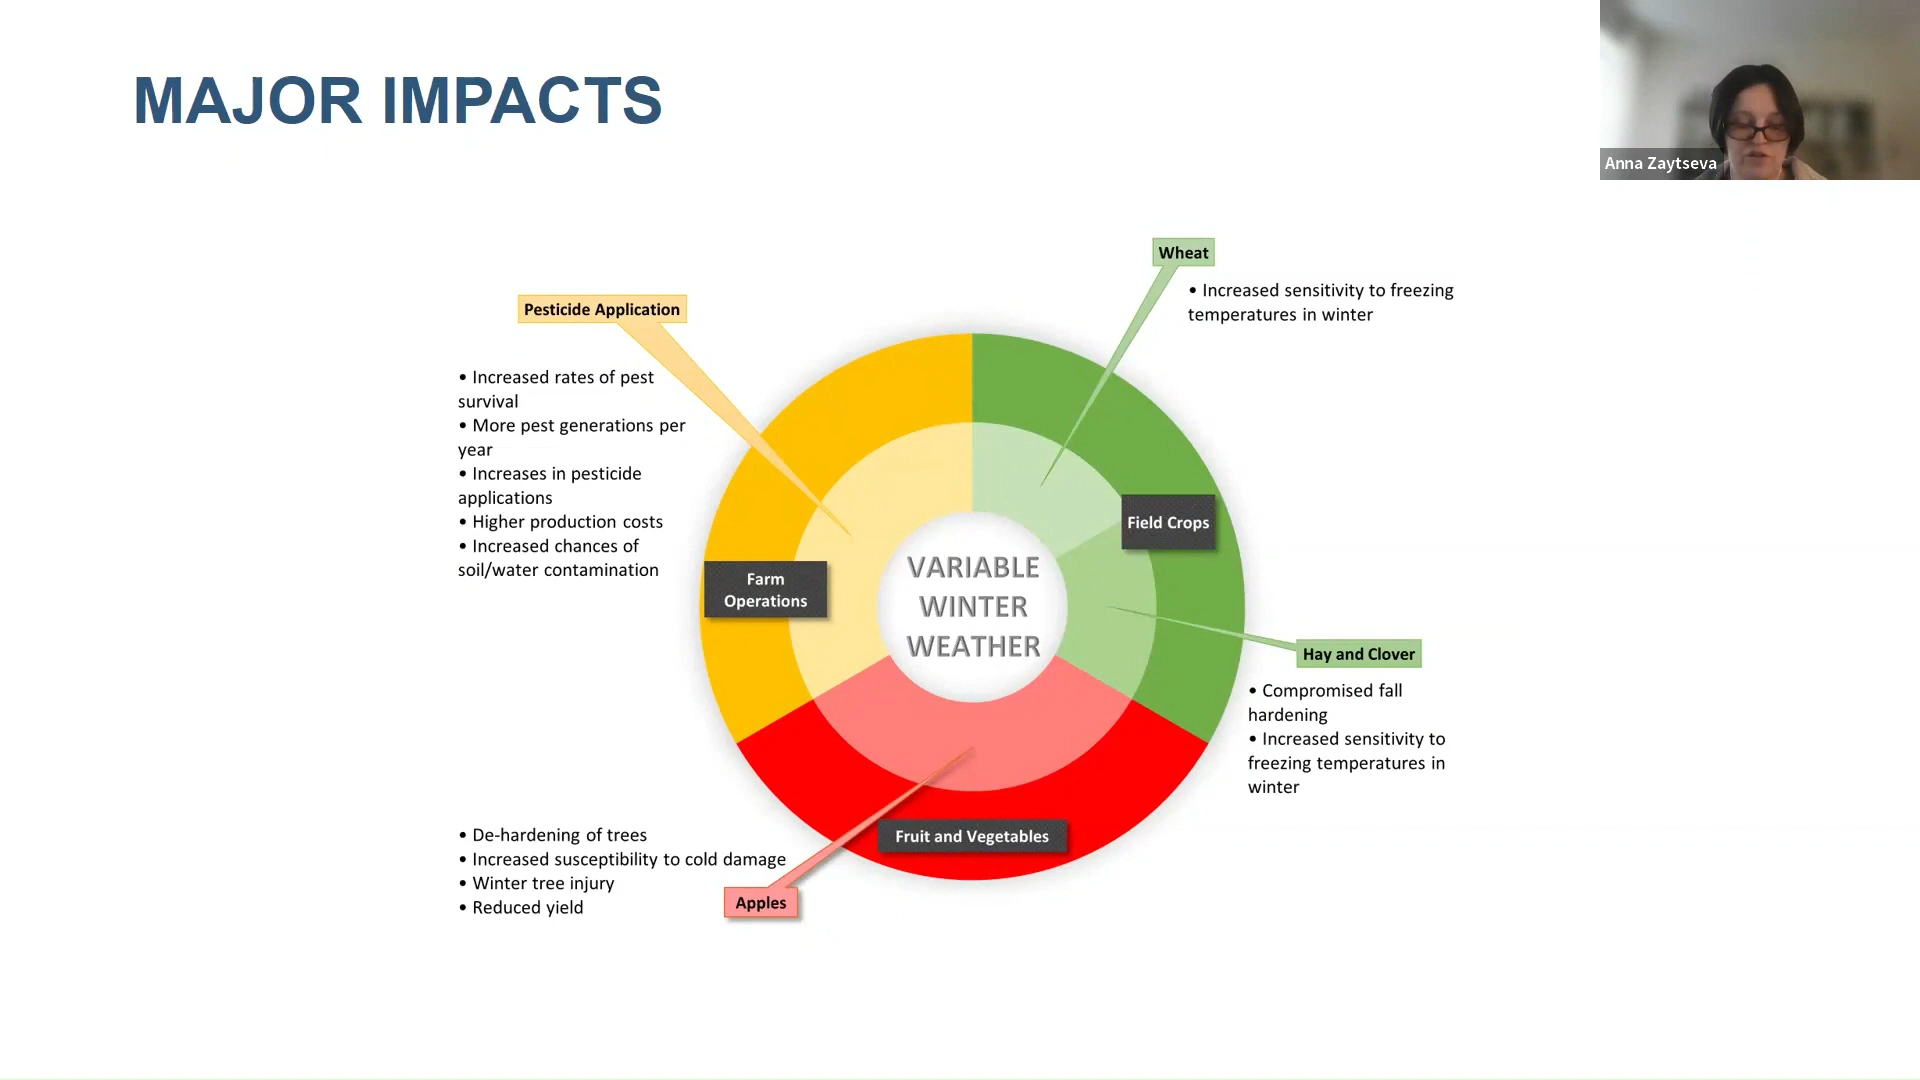 MAJOR IMPACTS
Anna Zaytseva
Wheat
• Increased sensitivity to freezing
temperatures in winter
Pesticide Application
• Increased rates of pest
survival
• More pest generations per
year
• Increases in pesticide
applications
• Higher production costs
• Increased chances of
soil/water contamination
Field Crops
Farm
Operations
VARIABLE
WINTER
WEATHER
Hay and Clover
• Compromised fall
hardening
• Increased sensitivity to
freezing temperatures in
winter
Fruit and Vegetables
• De-hardening of trees
• Increased susceptibility to cold damage
• Winter tree injury
• Reduced yield
Apples